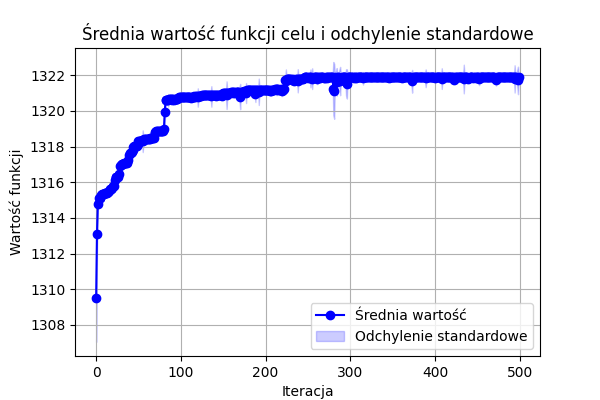 Średnia wartość funkcji celu i odchylenie standardowe
Wartość funkcji
1322
1320
1318
1316
1314
1312
1310
1308
0 100 200 300 400 500
Iteracja
Średnia wartość
Odchylenie standardowe